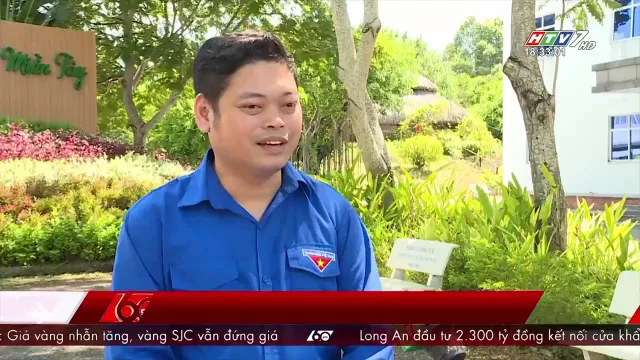 Miền Tây
HTV7 HD
18:33:01
60
: Giá vàng nhẫn tăng, vàng SJC vẫn đứng giá
60
Long An đầu tư 2.300 tỷ đồng kết nối cửa khẩ